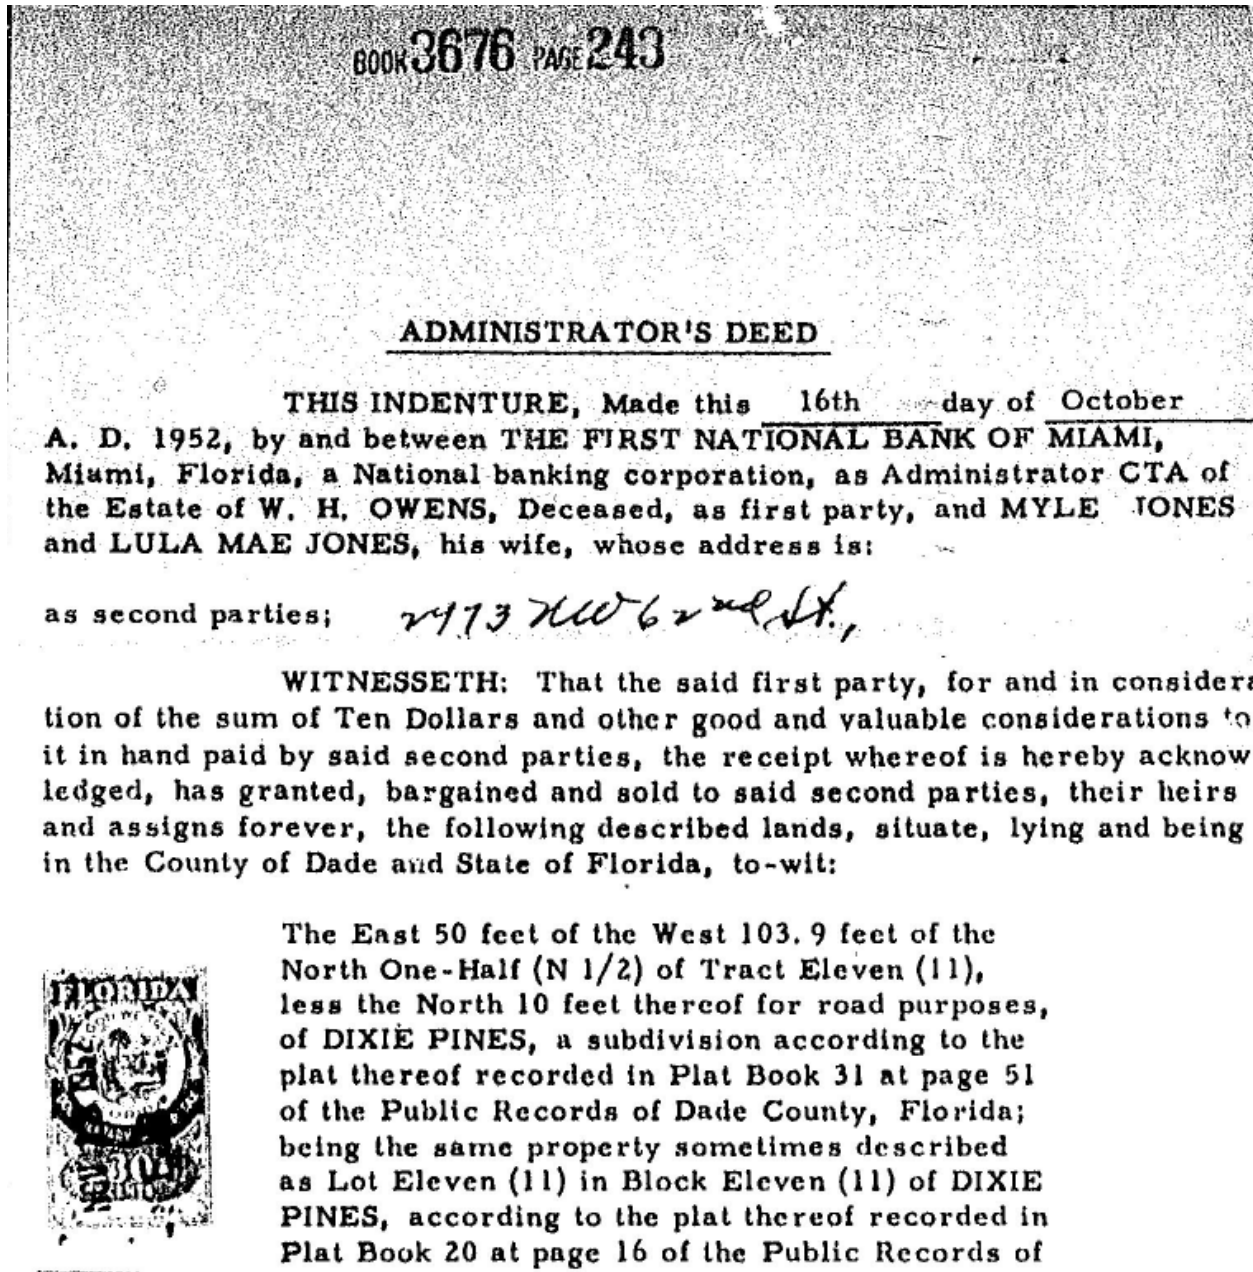 BOOK 3676 PAGE 243
ADMINISTRATOR'S DEED
THIS INDENTURE, Made this 16th day of October
A. D. 1952, by and between THE FIRST NATIONAL BANK OF MIAMI,
Miami, Florida, a National banking corporation, as Administrator CTA of
the Estate of W. H. OWENS, Deceased, as first party, and MYLE JONES
and LULA MAE JONES, his wife, whose address is:
as second parties; 2973 NW 62nd St.,
WITNESSETH: That the said first party, for and in considera
tion of the sum of Ten Dollars and other good and valuable considerations to
it in hand paid by said second parties, the receipt whereof is hereby acknow
ledged, has granted, bargained and sold to said second parties, their heirs
and assigns forever, the following described lands, situate, lying and being
in the County of Dade and State of Florida, to-wit:
The East 50 feet of the West 103.9 feet of the
North One-Half (N 1/2) of Tract Eleven (11),
less the North 10 feet thereof for road purposes,
of DIXIE PINES, a subdivision according to the
plat thereof recorded in Plat Book 31 at page 51
of the Public Records of Dade County, Florida;
being the same property sometimes described
as Lot Eleven (11) in Block Eleven (11) of DIXIE
PINES, according to the plat thereof recorded in
Plat Book 20 at page 16 of the Public Records of
FLORIDA